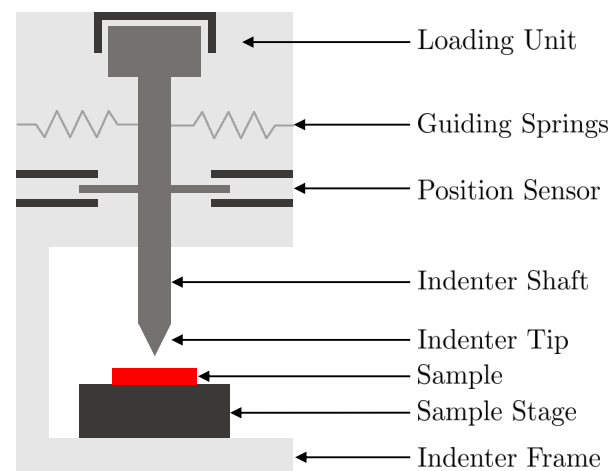 Loading Unit
Guiding Springs
Position Sensor
Indenter Shaft
Indenter Tip
Sample
Sample Stage
Indenter Frame